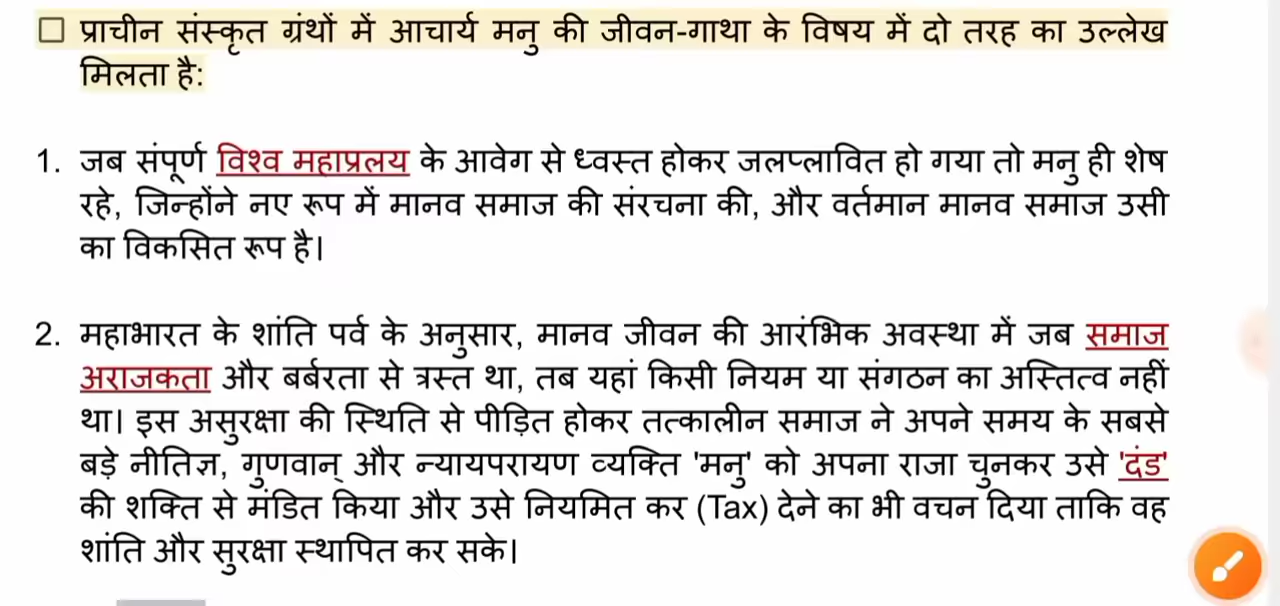 □ प्राचीन संस्कृत ग्रंथों में आचार्य मनु की जीवन-गाथा के विषय में दो तरह का उल्लेख
मिलता है:
1. जब संपूर्ण विश्व महाप्रलय के आवेग से ध्वस्त होकर जलप्लावित हो गया तो मनु ही शेष
रहे, जिन्होंने नए रूप में मानव समाज की संरचना की, और वर्तमान मानव समाज उसी
का विकसित रूप है।
2. महाभारत के शांति पर्व के अनुसार, मानव जीवन की आरंभिक अवस्था में जब समाज
अराजकता और बर्बरता से त्रस्त था, तब यहां किसी नियम या संगठन का अस्तित्व नहीं
था। इस असुरक्षा की स्थिति से पीड़ित होकर तत्कालीन समाज ने अपने समय के सबसे
बड़े नीतिज्ञ, गुणवान् और न्यायपरायण व्यक्ति 'मनु' को अपना राजा चुनकर उसे 'दंड'
की शक्ति से मंडित किया और उसे नियमित कर (Tax) देने का भी वचन दिया ताकि वह
शांति और सुरक्षा स्थापित कर सके।